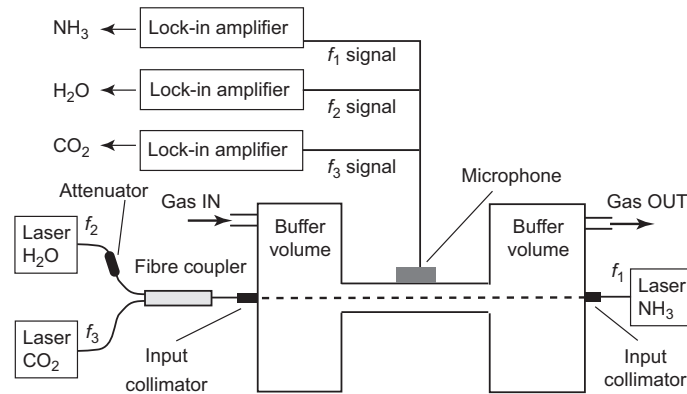 NH₃
Lock-in amplifier
f₁ signal
H₂O
Lock-in amplifier
f₂ signal
CO₂
Lock-in amplifier
f₃ signal
Attenuator
Gas IN
Microphone
Gas OUT
Laser
H₂O
f₂
Fibre coupler
Buffer
volume
Buffer
volume
f₁
Laser
NH₃
Laser
CO₂
f₃
Input
collimator
Input
collimator